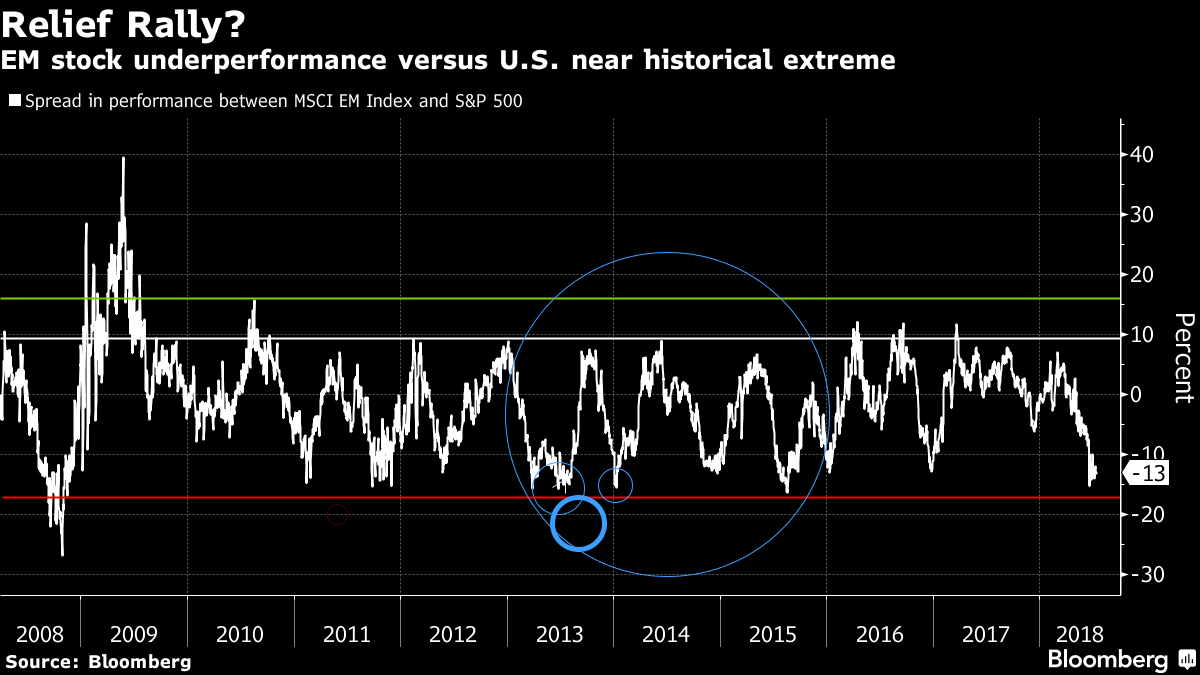 Relief Rally?
EM stock underperformance versus U.S. near historical extreme
Spread in performance between MSCI EM Index and S&P 500
40
30
20
10
0
-10
-13
-20
-30
Percent
2008 2009 2010 2011 2012 2013 2014 2015 2016 2017 2018
Source: Bloomberg
Bloomberg